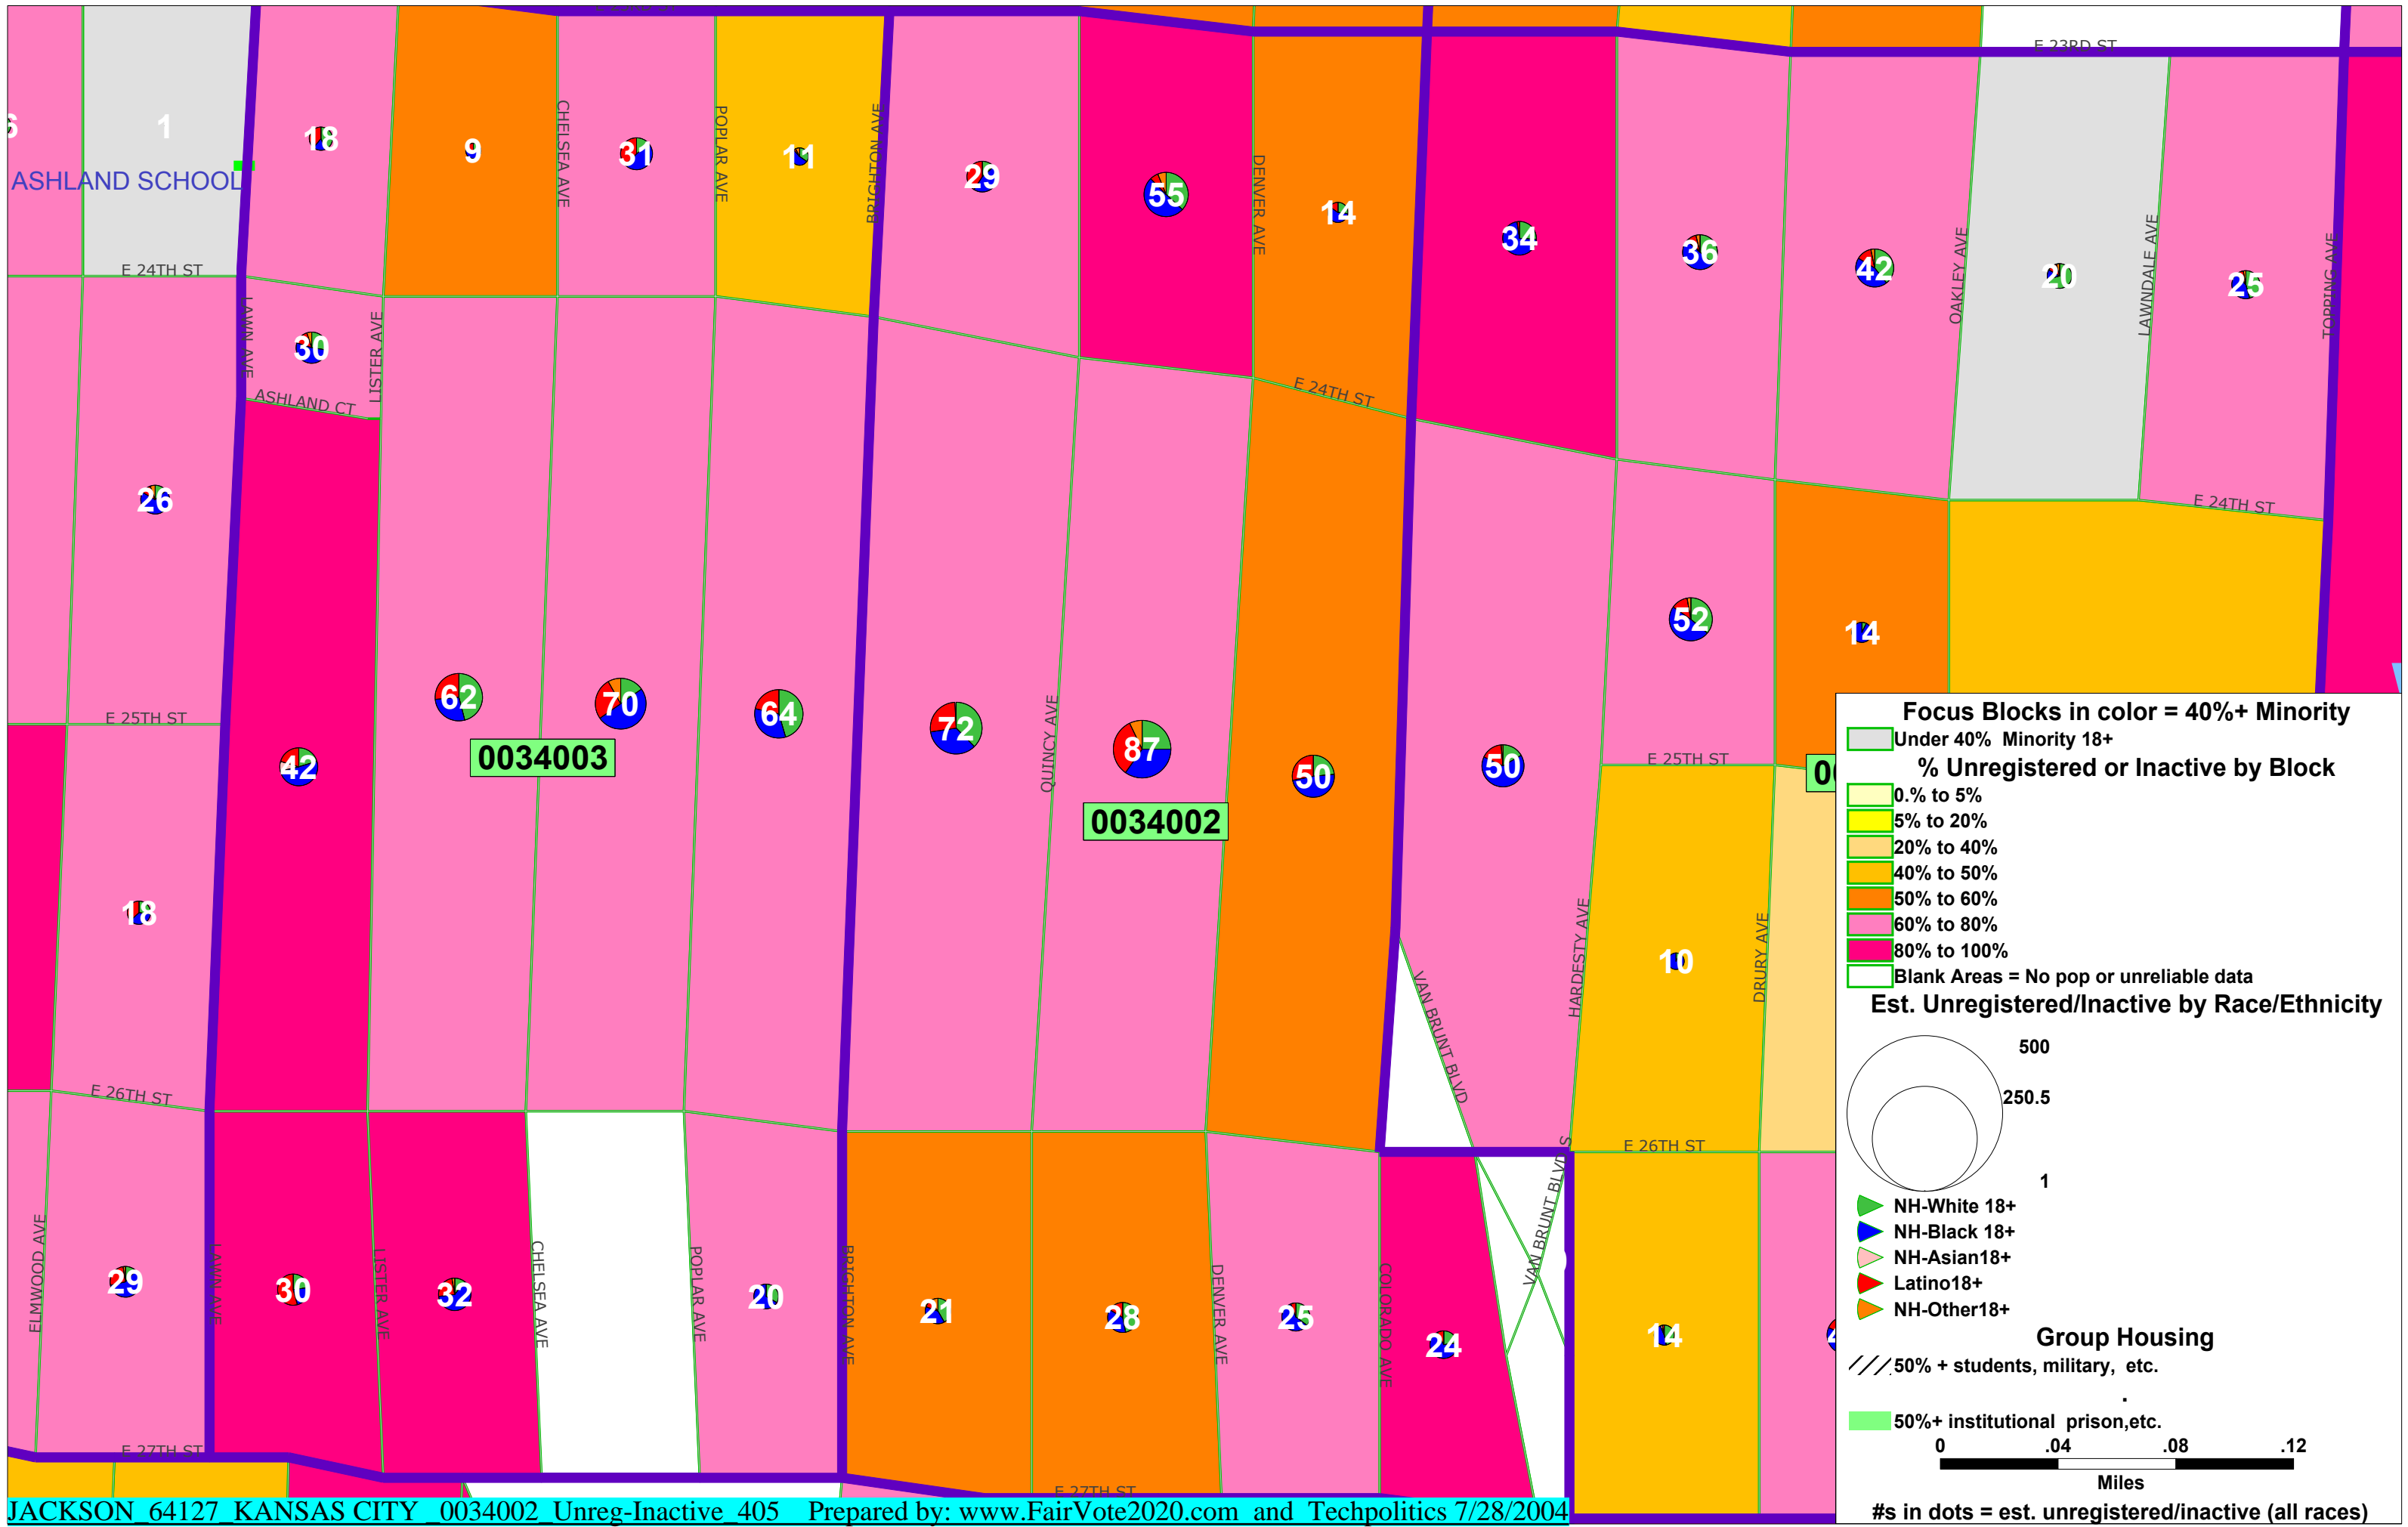 E 23RD ST
E 23RD ST
6
1
ASHLAND SCHOOL
18
9
CHELSEA AVE
31
POPLAR AVE
11
BRIGHTON AVE
29
55
DENVER AVE
14
34
36
42
OAKLEY AVE
20
LAWNDALE AVE
25
TOPPING AVE
E 24TH ST
LAWN AVE
30
LISTER AVE
ASHLAND CT
E 24TH ST
E 24TH ST
26
52
14
E 25TH ST
62
70
64
72
QUINCY AVE
87
50
50
E 25TH ST
42
0034003
0034002
00
18
10
HARDESTY AVE
DRURY AVE
VAN BRUNT BLVD
E 26TH ST
E 26TH ST
VAN BRUNT BLVD S
ELMWOOD AVE
29
LAWN AVE
30
LISTER AVE
32
CHELSEA AVE
POPLAR AVE
20
BRIGHTON AVE
21
28
DENVER AVE
25
COLORADO AVE
24
14
4
E 27TH ST
E 27TH ST
Focus Blocks in color = 40%+ Minority
Under 40% Minority 18+
% Unregistered or Inactive by Block
0.% to 5%
5% to 20%
20% to 40%
40% to 50%
50% to 60%
60% to 80%
80% to 100%
Blank Areas = No pop or unreliable data
Est. Unregistered/Inactive by Race/Ethnicity
500
250.5
1
NH-White 18+
NH-Black 18+
NH-Asian18+
Latino18+
NH-Other18+
Group Housing
50% + students, military, etc.
.
50%+ institutional prison,etc.
0 .04 .08 .12
Miles
#s in dots = est. unregistered/inactive (all races)
JACKSON_64127_KANSAS CITY _0034002_Unreg-Inactive_405 Prepared by: www.FairVote2020.com and Techpolitics 7/28/2004